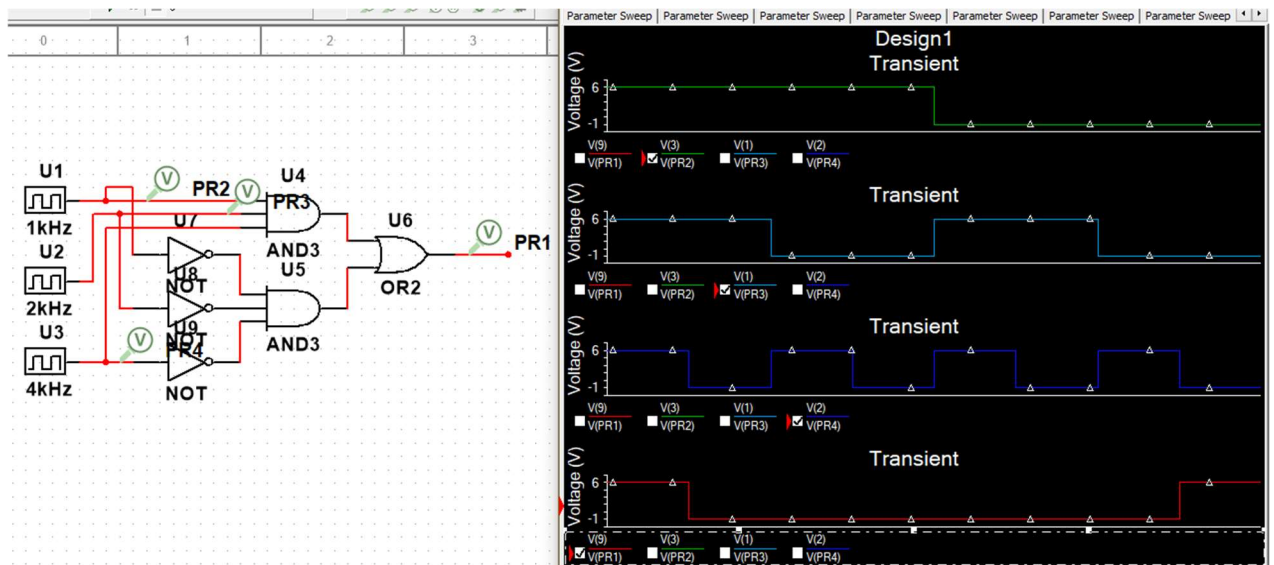 0 1 2 3
U1
1kHz
U2
2kHz
U3
4kHz
PR2
PR3
U4
AND3
U7
NOT
U8
NOT
U9
PR4
NOT
U5
AND3
U6
OR2
PR1
Parameter Sweep Parameter Sweep Parameter Sweep Parameter Sweep Parameter Sweep Parameter Sweep Parameter Sweep
Design1
Transient
Voltage (V)
6
-1
V(9) V(3) V(1) V(2)
V(PR1) V(PR2) V(PR3) V(PR4)
Transient
Voltage (V)
6
-1
V(9) V(3) V(1) V(2)
V(PR1) V(PR2) V(PR3) V(PR4)
Transient
Voltage (V)
6
-1
V(9) V(3) V(1) V(2)
V(PR1) V(PR2) V(PR3) V(PR4)
Transient
Voltage (V)
6
-1
V(9) V(3) V(1) V(2)
V(PR1) V(PR2) V(PR3) V(PR4)
V
V
V
V